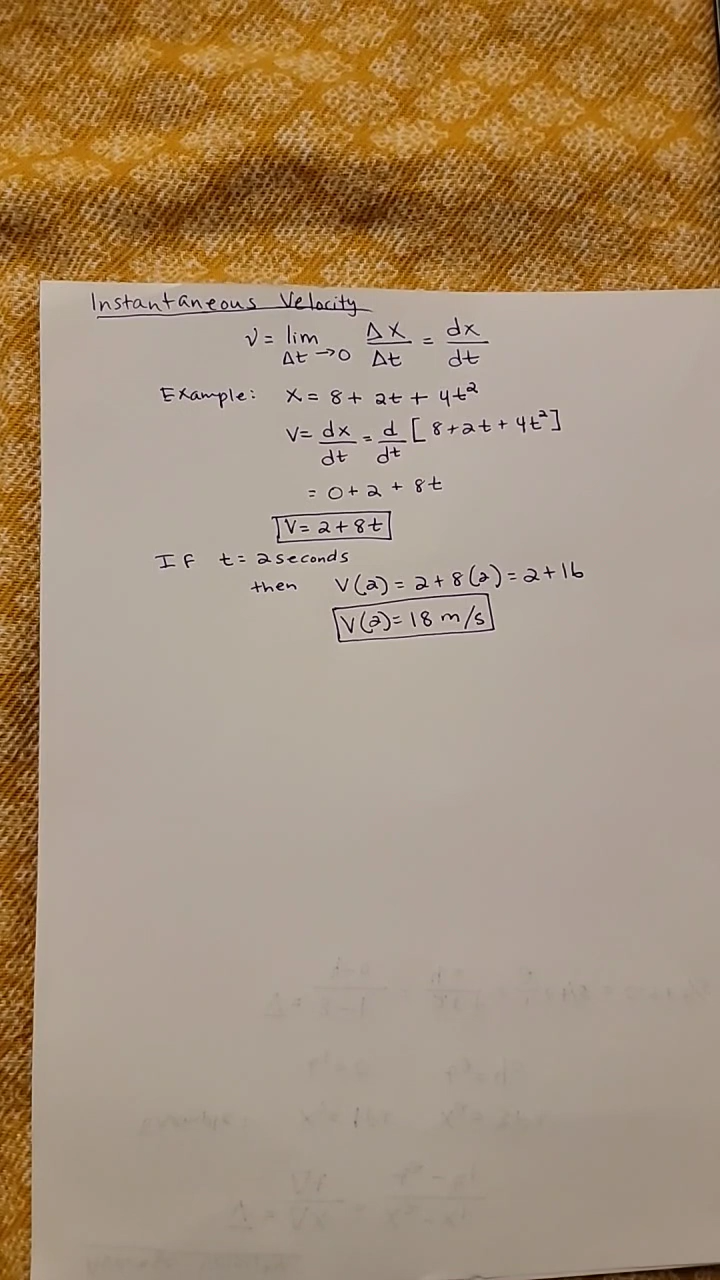 Instantaneous Velocity
v = lim Δt→0 Δx/Δt = dx/dt
Example: x = 8 + 2t + 4t²
V = dx/dt = d/dt [8 + 2t + 4t²]
= 0 + 2 + 8t
V = 2 + 8t
If t = 2 seconds
then V(2) = 2 + 8(2) = 2 + 16
V(2) = 18 m/s